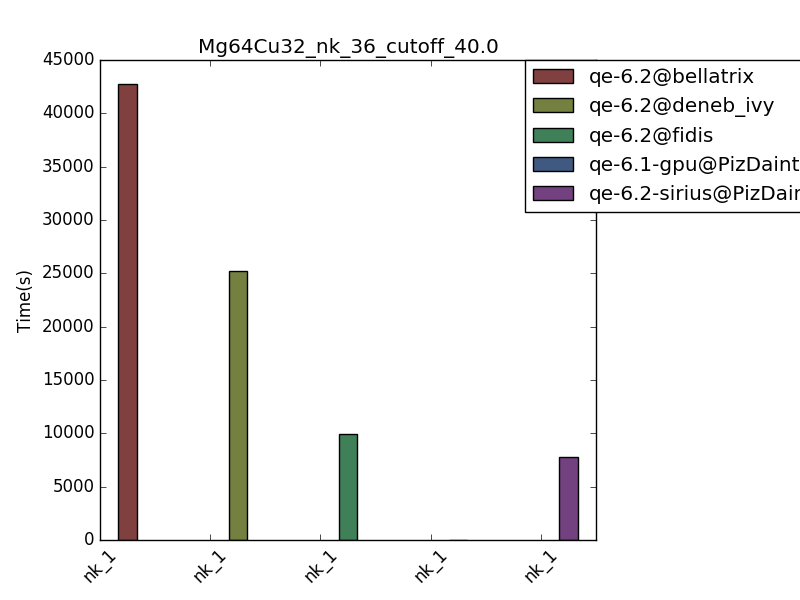 Mg64Cu32_nk_36_cutoff_40.0
45000
40000
35000
30000
25000
20000
15000
10000
5000
0
Time(s)
qe-6.2@bellatrix
qe-6.2@deneb_ivy
qe-6.2@fidis
qe-6.1-gpu@PizDaint
qe-6.2-sirius@PizDain
nk_1
nk_1
nk_1
nk_1
nk_1